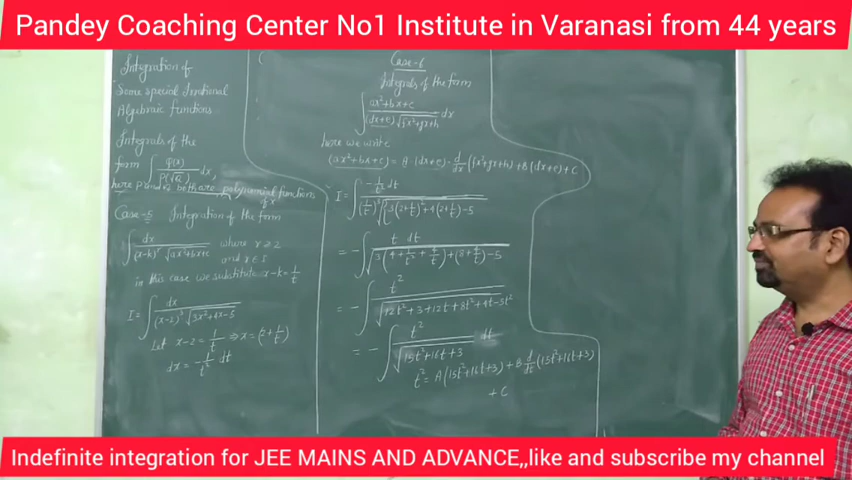 Pandey Coaching Center No1 Institute in Varanasi from 44 years
Integration of
Some special Irrational
Algebraic functions
Integrals of the
form ∫ φ(x)/P(√Q) dx,
here P and Q both are polynomial functions
of x
Case-5 Integration of the form
∫ dx/((x-k)^r √(ax²+bx+c)) where r≥2
and r∈I
in this case we substitute x-k=1/t
I=∫ dx/((x-2)³ √(3x²+4x-5))
Let x-2=1/t ⇒x=(2+1/t)
dx=-1/t² dt
Case-6
Integrals of the form
∫ (ax²+bx+c)/((dx+e)√(fx²+gx+h)) dx
here we write
(ax²+bx+c)=A(dx+e)·d/dx(fx²+gx+h)+B(dx+e)+C
I=∫ (-1/t² dt)/((1/t)³√(3(2+1/t)²+4(2+1/t)-5))
=-∫ t dt/√(3(4+1/t²+4/t)+(8+4/t)-5)
=-∫ t²/√(12t²+3+12t+8t²+4t-5t²)
=-∫ t²/√(15t²+16t+3) dt
t²=A(15t²+16t+3)+B d/dt(15t²+16t+3)
+C
Indefinite integration for JEE MAINS AND ADVANCE,,like and subscribe my channel